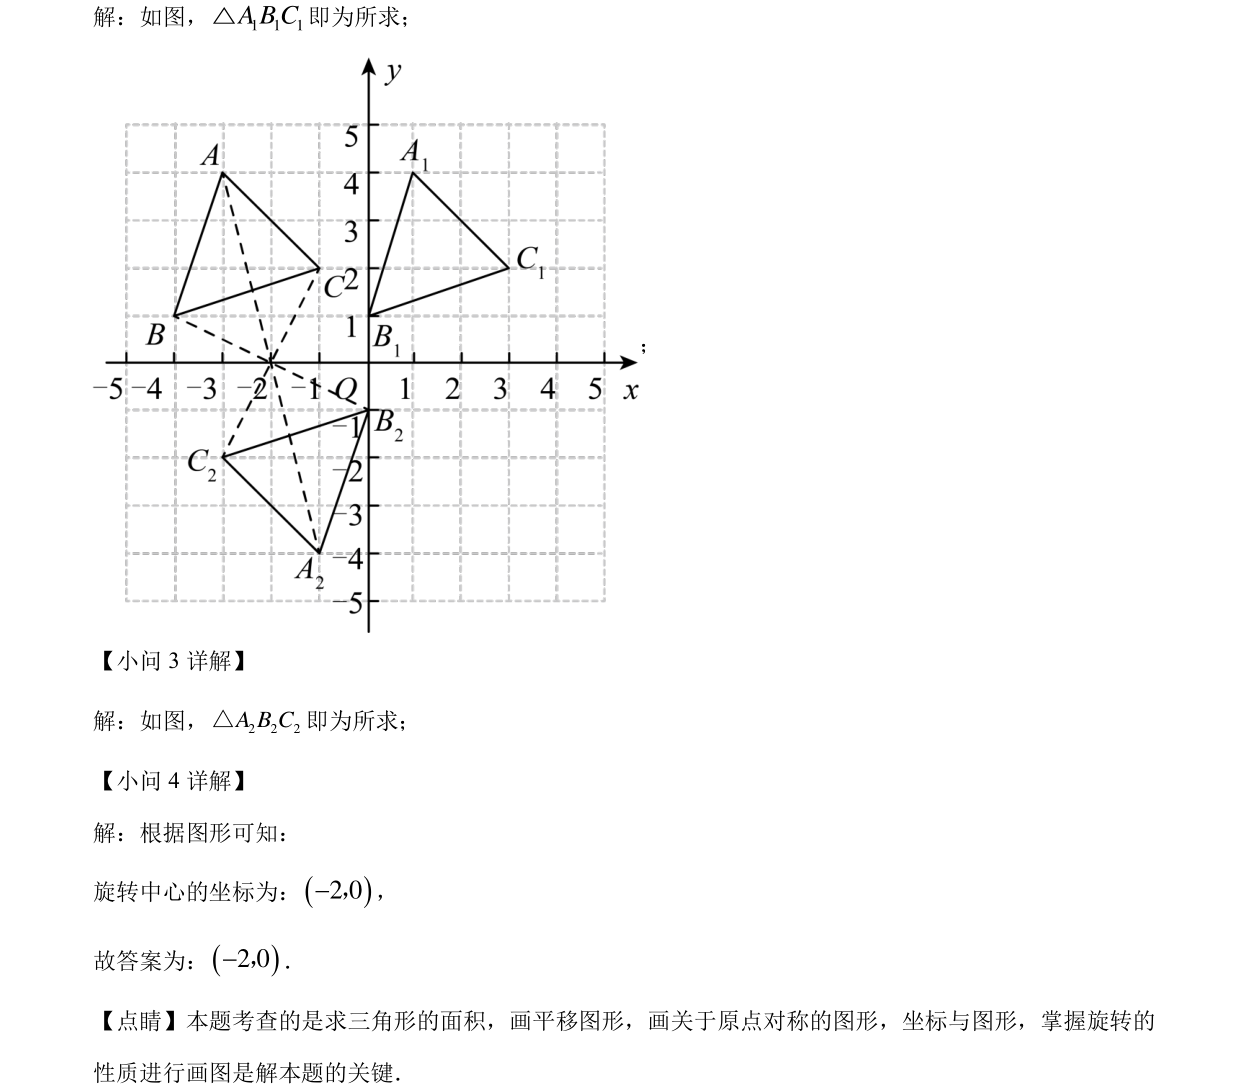 解：如图，△A₁B₁C₁即为所求；
y
5
A
A₁
4
3
C₁
C
2
1
B
B₁
；
−5
−4
−3
−2
−1
O
1
2
3
4
5
x
−1
B₂
C₂
−2
−3
−4
A₂
−5
【小问 3 详解】
解：如图，△A₂B₂C₂即为所求；
【小问 4 详解】
解：根据图形可知：
旋转中心的坐标为：(−2,0)，
故答案为：(−2,0)．
【点睛】本题考查的是求三角形的面积，画平移图形，画关于原点对称的图形，坐标与图形，掌握旋转的
性质进行画图是解本题的关键．